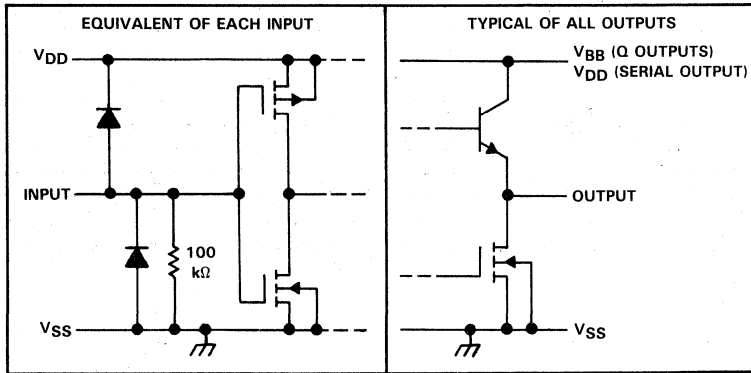 EQUIVALENT OF EACH INPUT
VDD
INPUT
100
kΩ
VSS
TYPICAL OF ALL OUTPUTS
VBB (Q OUTPUTS)
VDD (SERIAL OUTPUT)
OUTPUT
VSS